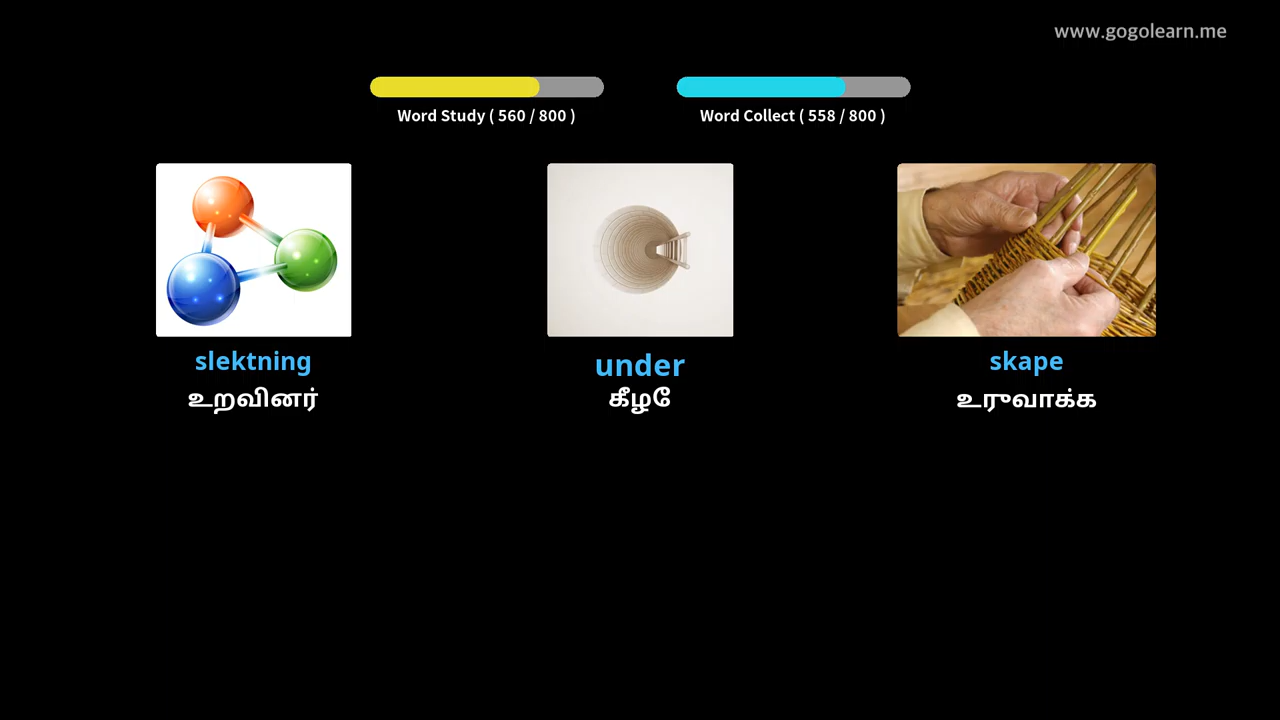 www.gogolearn.me
Word Study ( 560 / 800 )
Word Collect ( 558 / 800 )
slektning
உறவினர்
under
கீழே
skape
உருவாக்க